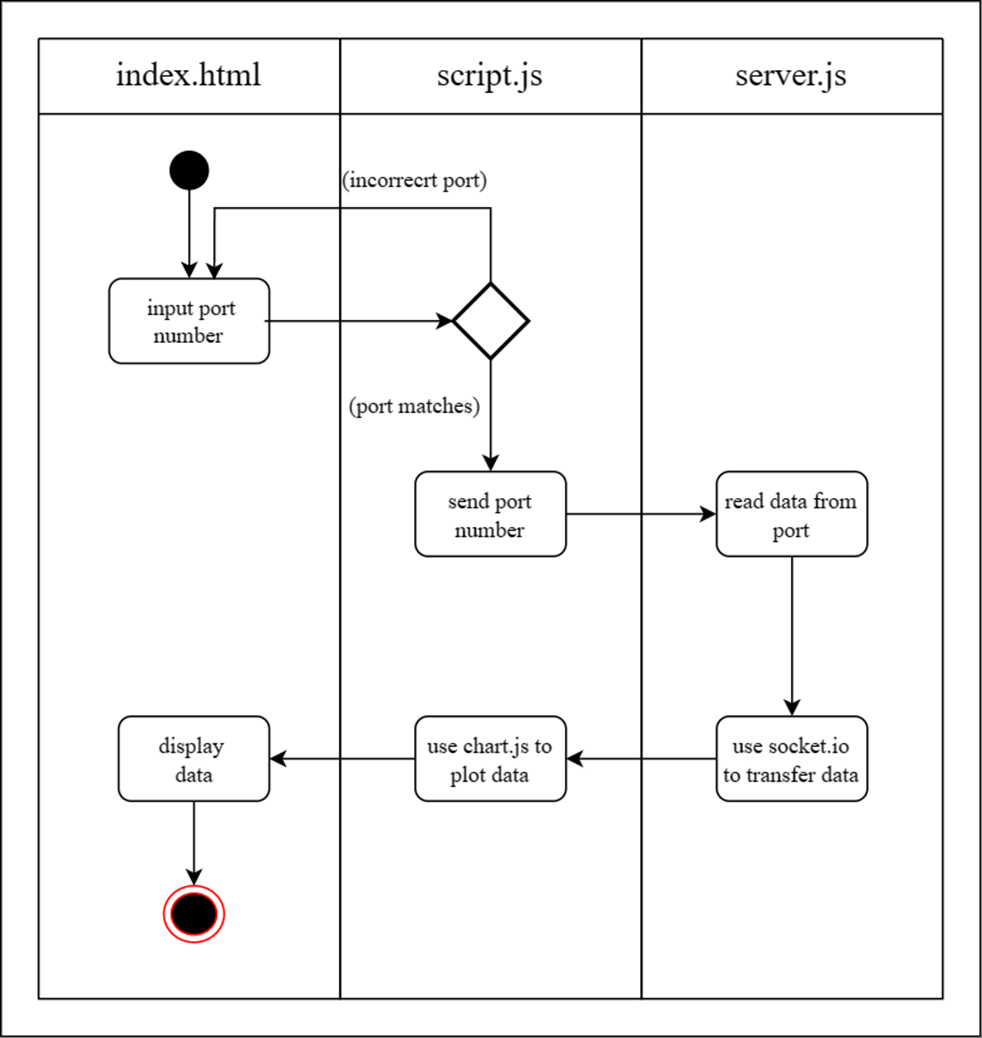 index.html
script.js
server.js
(incorrecrt port)
input port
number
(port matches)
send port
number
read data from
port
display
data
use chart.js to
plot data
use socket.io
to transfer data